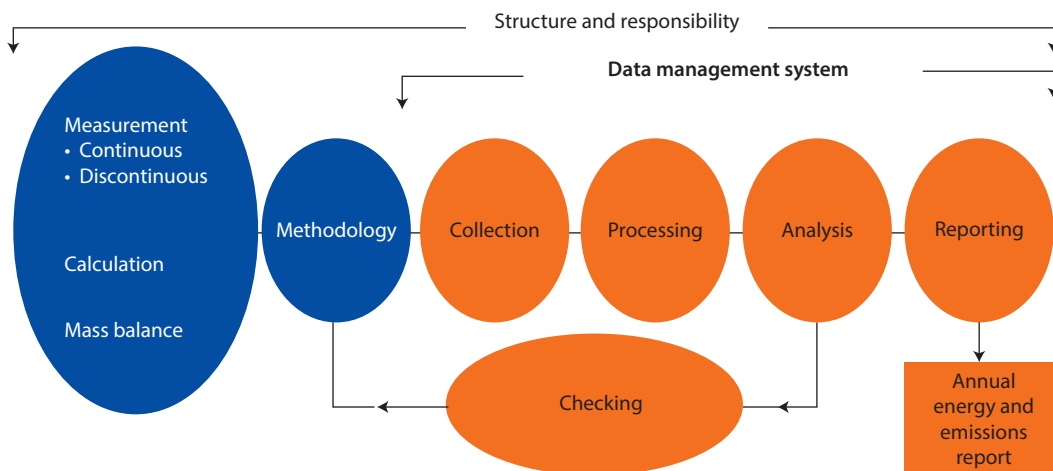 Structure and responsibility
Data management system
Measurement
• Continuous
• Discontinuous
Calculation
Mass balance
Methodology
Collection
Processing
Analysis
Reporting
Checking
Annual
energy and
emissions
report